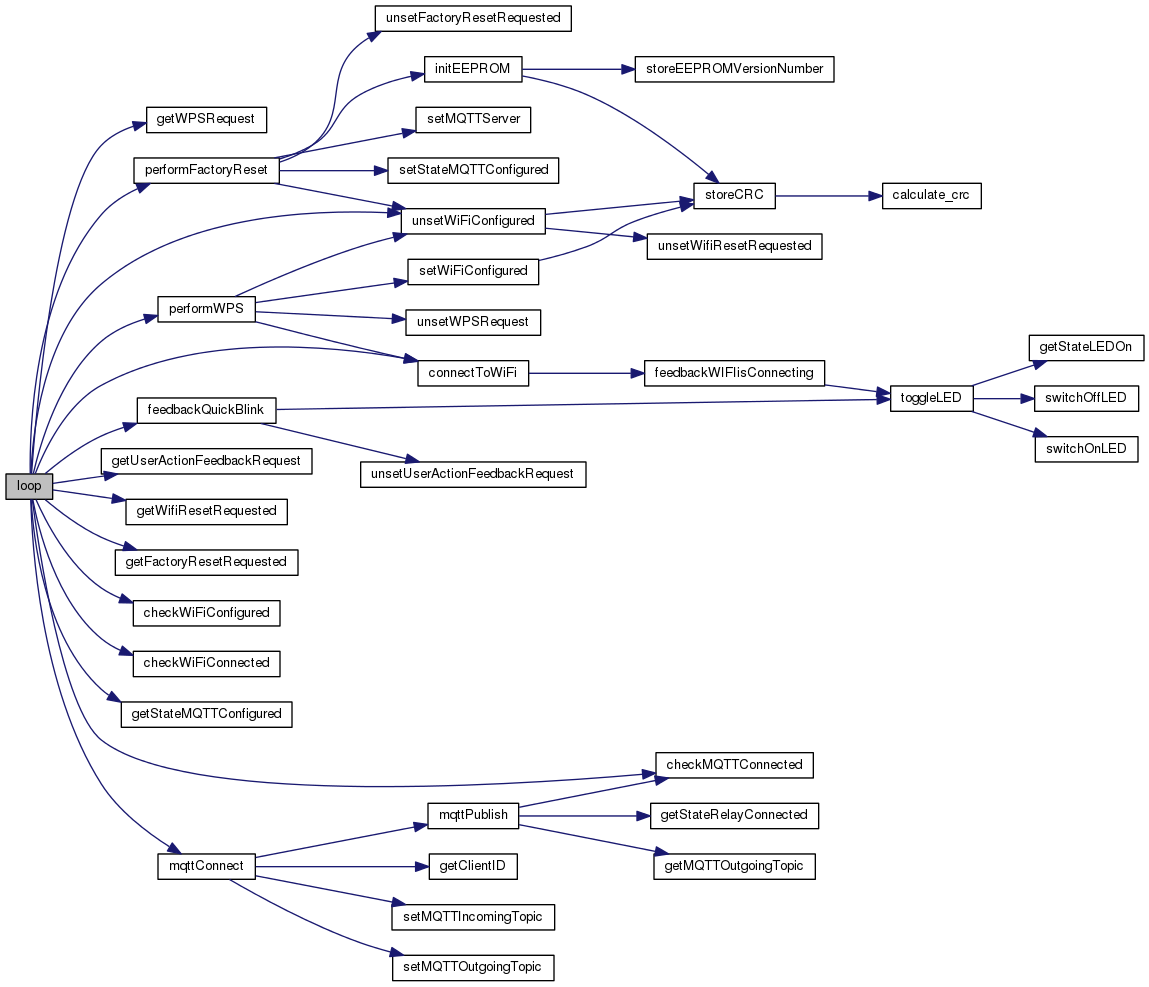 unsetFactoryResetRequested
initEEPROM
storeEEPROMVersionNumber
getWPSRequest
setMQTTServer
performFactoryReset
setStateMQTTConfigured
storeCRC
calculate_crc
unsetWiFiConfigured
unsetWifiResetRequested
setWiFiConfigured
performWPS
unsetWPSRequest
getStateLEDOn
connectToWiFi
feedbackWIFIisConnecting
toggleLED
switchOffLED
feedbackQuickBlink
switchOnLED
getUserActionFeedbackRequest
unsetUserActionFeedbackRequest
loop
getWifiResetRequested
getFactoryResetRequested
checkWiFiConfigured
checkWiFiConnected
getStateMQTTConfigured
checkMQTTConnected
mqttPublish
getStateRelayConnected
mqttConnect
getClientID
getMQTTOutgoingTopic
setMQTTIncomingTopic
setMQTTOutgoingTopic